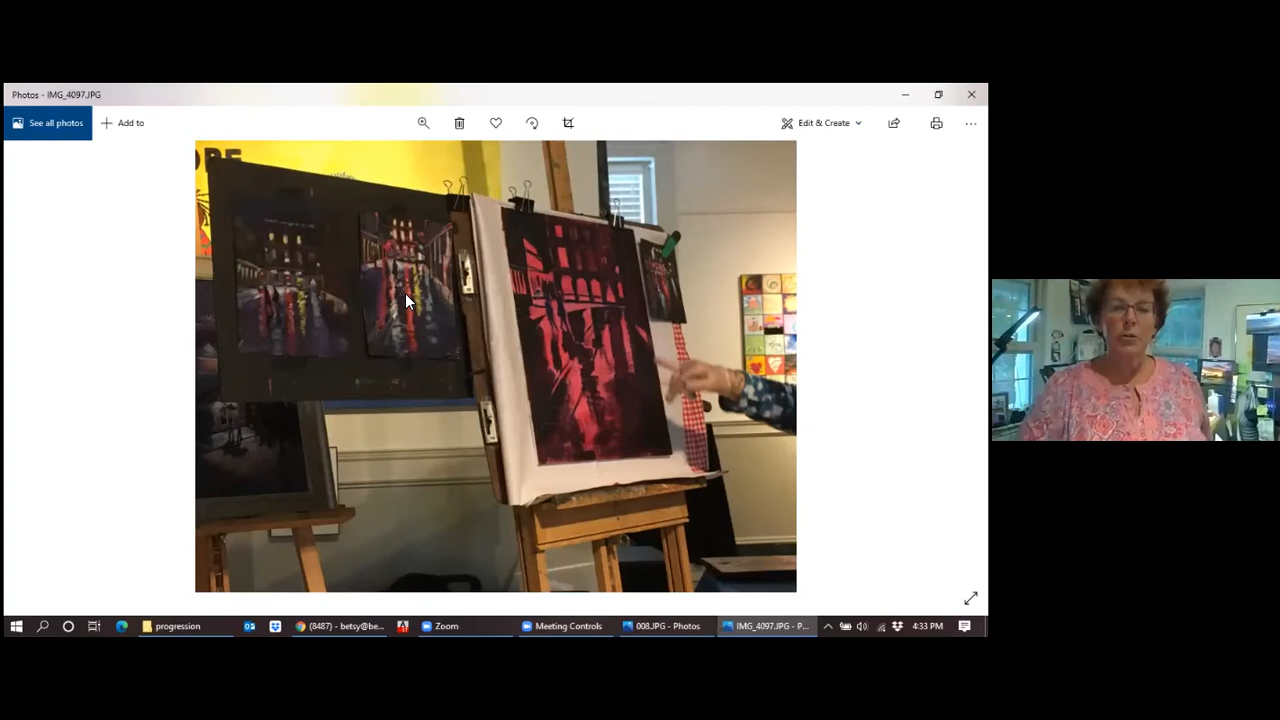 Photos - IMG_4097.JPG
See all photos
Add to
Edit & Create
progression
(8487) - betsy@be...
Zoom
Meeting Controls
008.JPG - Photos
IMG_4097.JPG - P...
4:33 PM